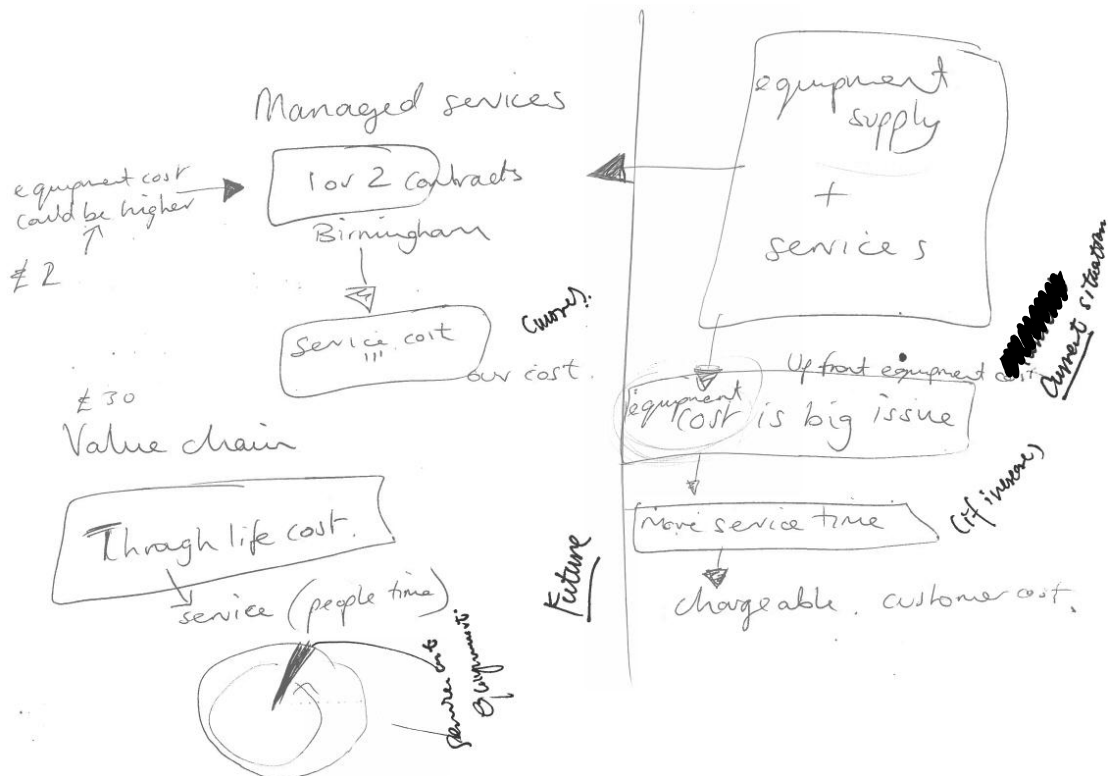 Managed services
equipment cost
could be higher
£2
1 or 2 contracts
Birmingham
service cost
our cost.
£30
Value chain
Through life cost.
service (people time)
Future
equipment
supply
+
services
Current situation
Up front equipment cost
equipment
cost is big issue
More service time
(if increases)
chargeable. customer cost.